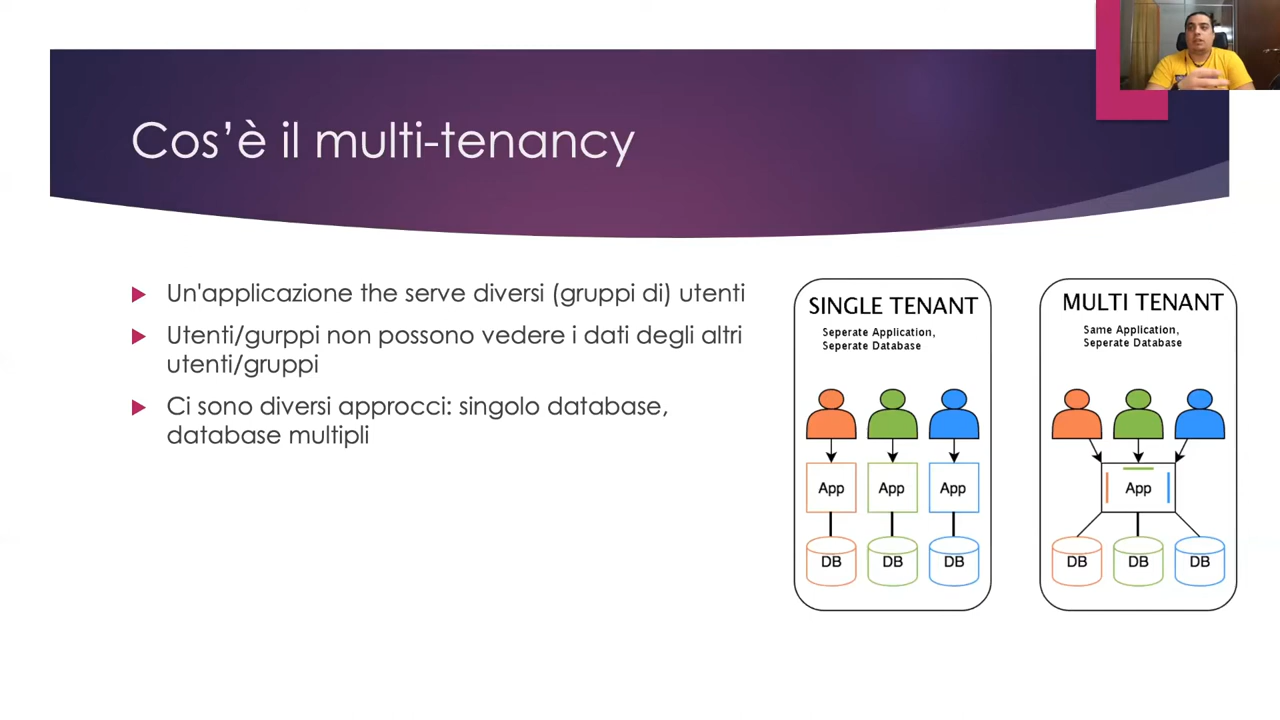 Cos'è il multi-tenancy
Un'applicazione the serve diversi (gruppi di) utenti
Utenti/gurppi non possono vedere i dati degli altri
utenti/gruppi
Ci sono diversi approcci: singolo database,
database multipli
SINGLE TENANT
Seperate Application,
Seperate Database
App App App
DB DB DB
MULTI TENANT
Same Application,
Seperate Database
App
DB DB DB